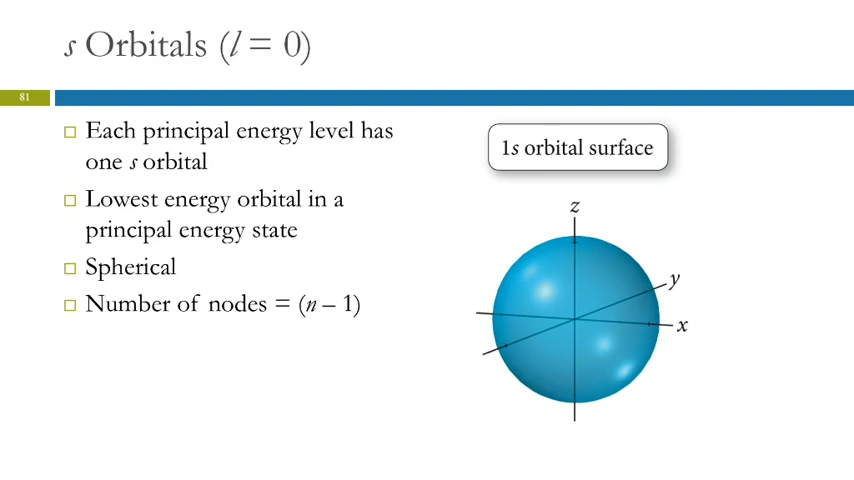 s Orbitals (l = 0)
81
Each principal energy level has
one s orbital
Lowest energy orbital in a
principal energy state
Spherical
Number of nodes = (n – 1)
1s orbital surface
z
y
x